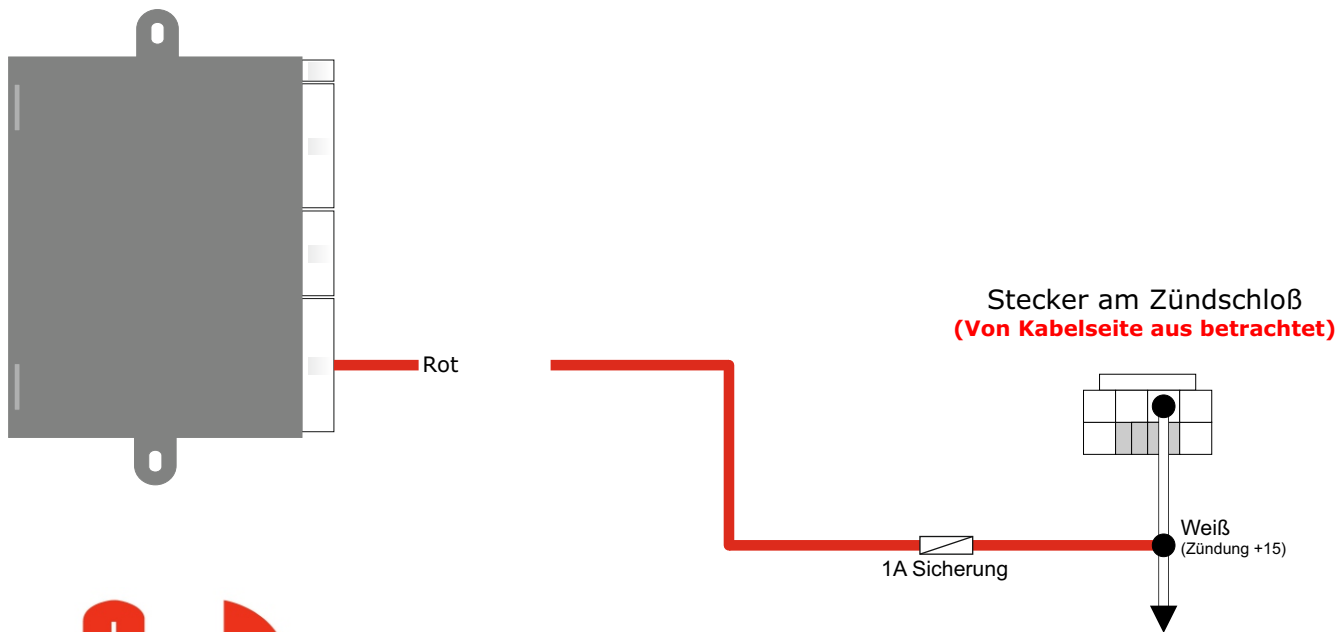 Stecker am Zündschloß
(Von Kabelseite aus betrachtet)
Rot
Weiß
(Zündung +15)
1A Sicherung